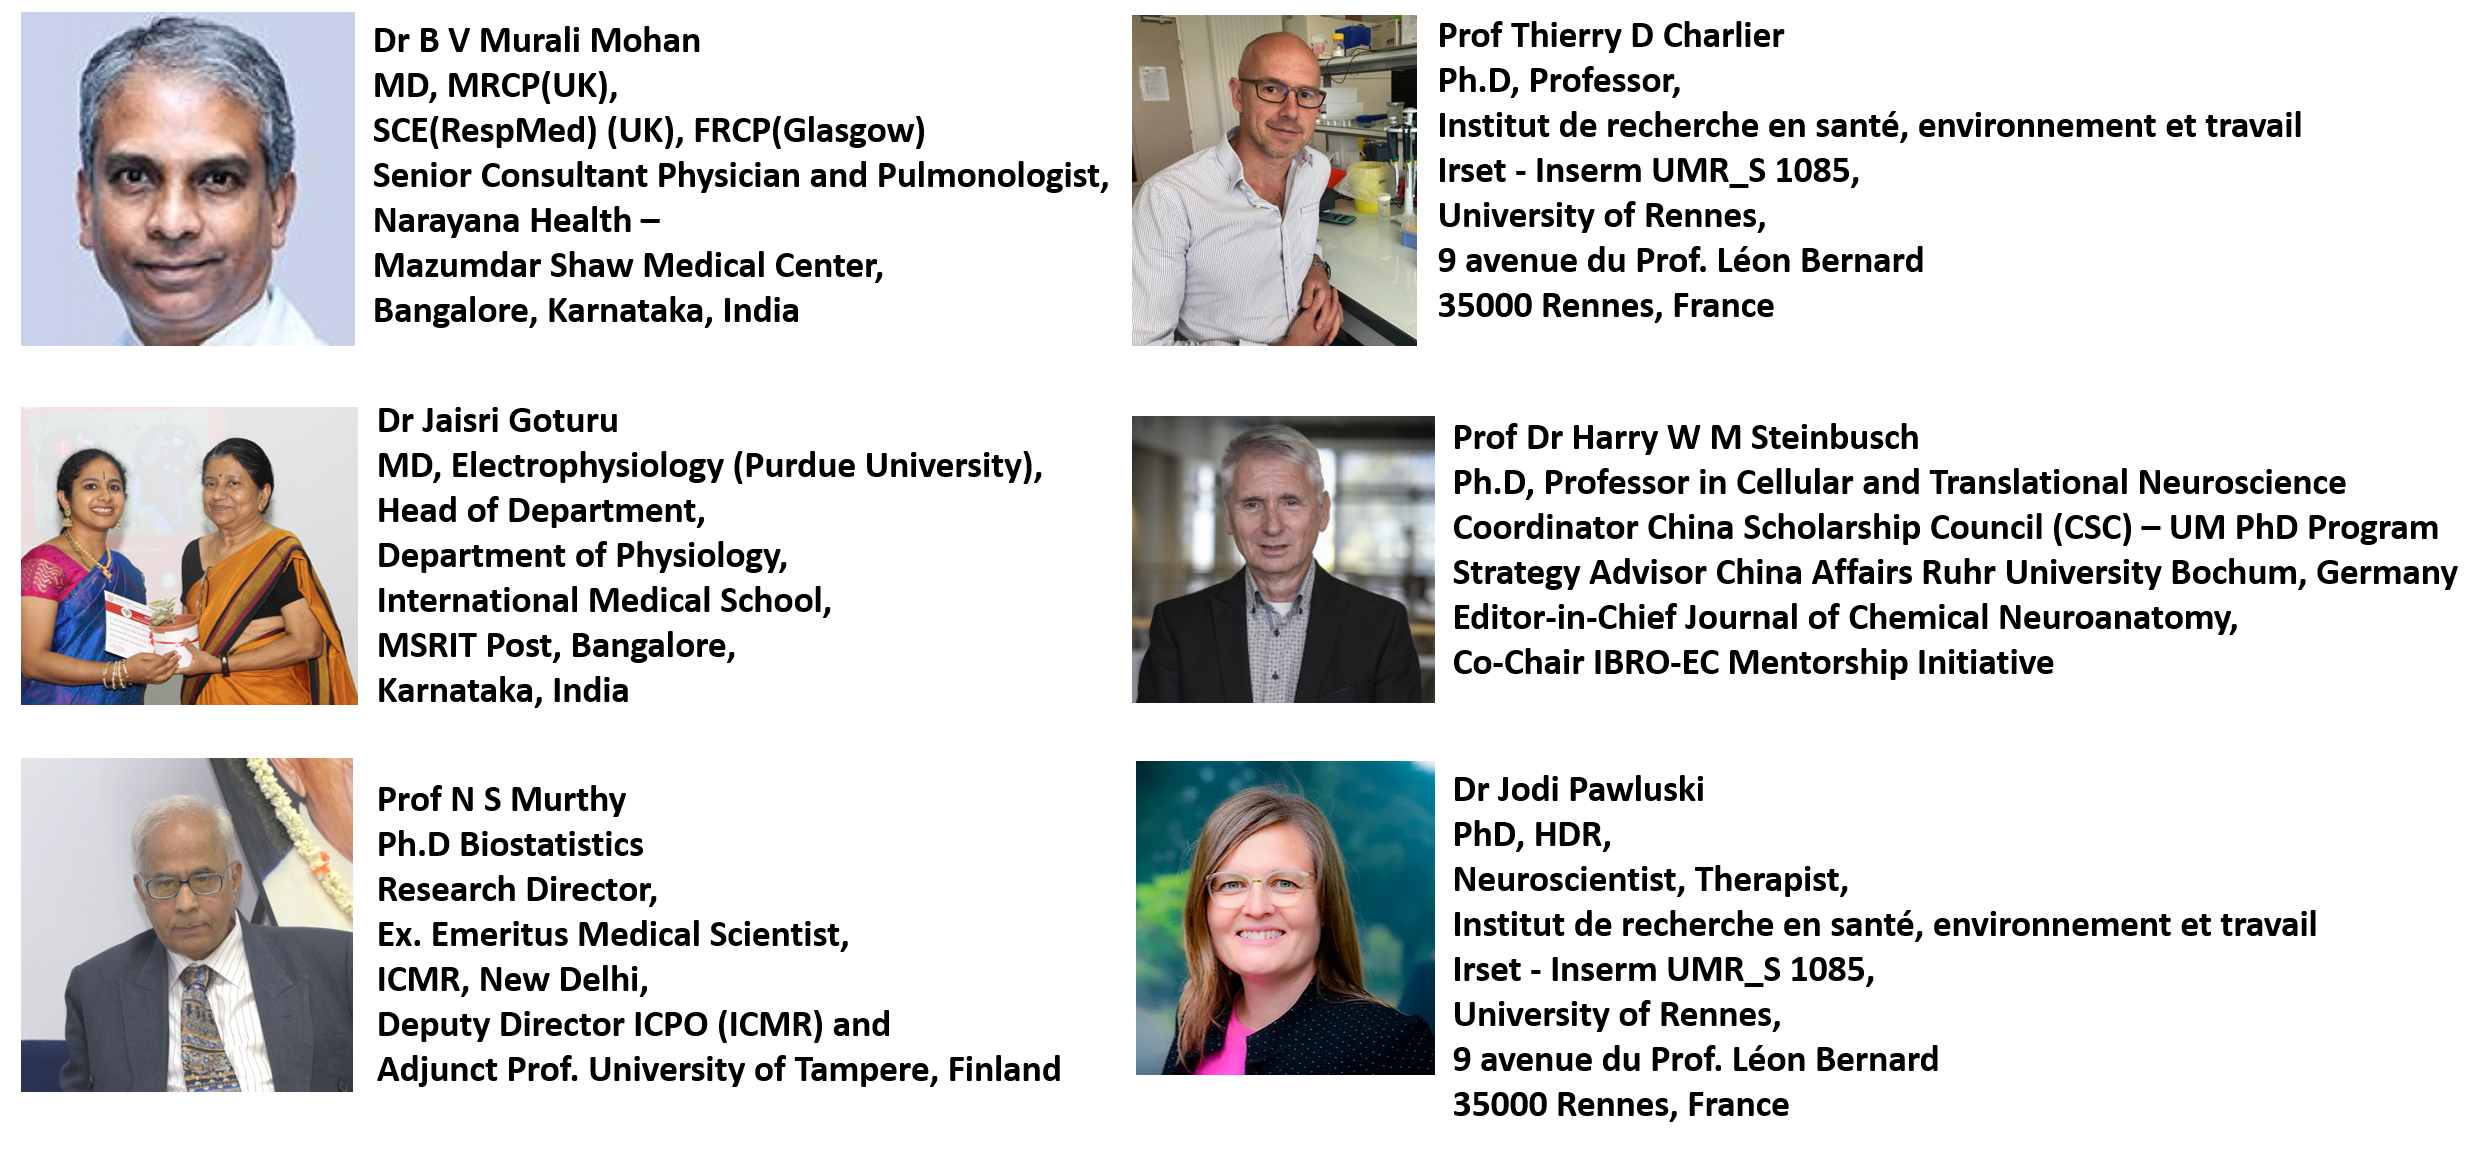 Dr B V Murali Mohan
MD, MRCP(UK),
SCE(RespMed) (UK), FRCP(Glasgow)
Senior Consultant Physician and Pulmonologist,
Narayana Health –
Mazumdar Shaw Medical Center,
Bangalore, Karnataka, India
Prof Thierry D Charlier
Ph.D, Professor,
Institut de recherche en santé, environnement et travail
Irset - Inserm UMR_S 1085,
University of Rennes,
9 avenue du Prof. Léon Bernard
35000 Rennes, France
Dr Jaisri Goturu
MD, Electrophysiology (Purdue University),
Head of Department,
Department of Physiology,
International Medical School,
MSRIT Post, Bangalore,
Karnataka, India
Prof Dr Harry W M Steinbusch
Ph.D, Professor in Cellular and Translational Neuroscience
Coordinator China Scholarship Council (CSC) – UM PhD Program
Strategy Advisor China Affairs Ruhr University Bochum, Germany
Editor-in-Chief Journal of Chemical Neuroanatomy,
Co-Chair IBRO-EC Mentorship Initiative
Prof N S Murthy
Ph.D Biostatistics
Research Director,
Ex. Emeritus Medical Scientist,
ICMR, New Delhi,
Deputy Director ICPO (ICMR) and
Adjunct Prof. University of Tampere, Finland
Dr Jodi Pawluski
PhD, HDR,
Neuroscientist, Therapist,
Institut de recherche en santé, environnement et travail
Irset - Inserm UMR_S 1085,
University of Rennes,
9 avenue du Prof. Léon Bernard
35000 Rennes, France